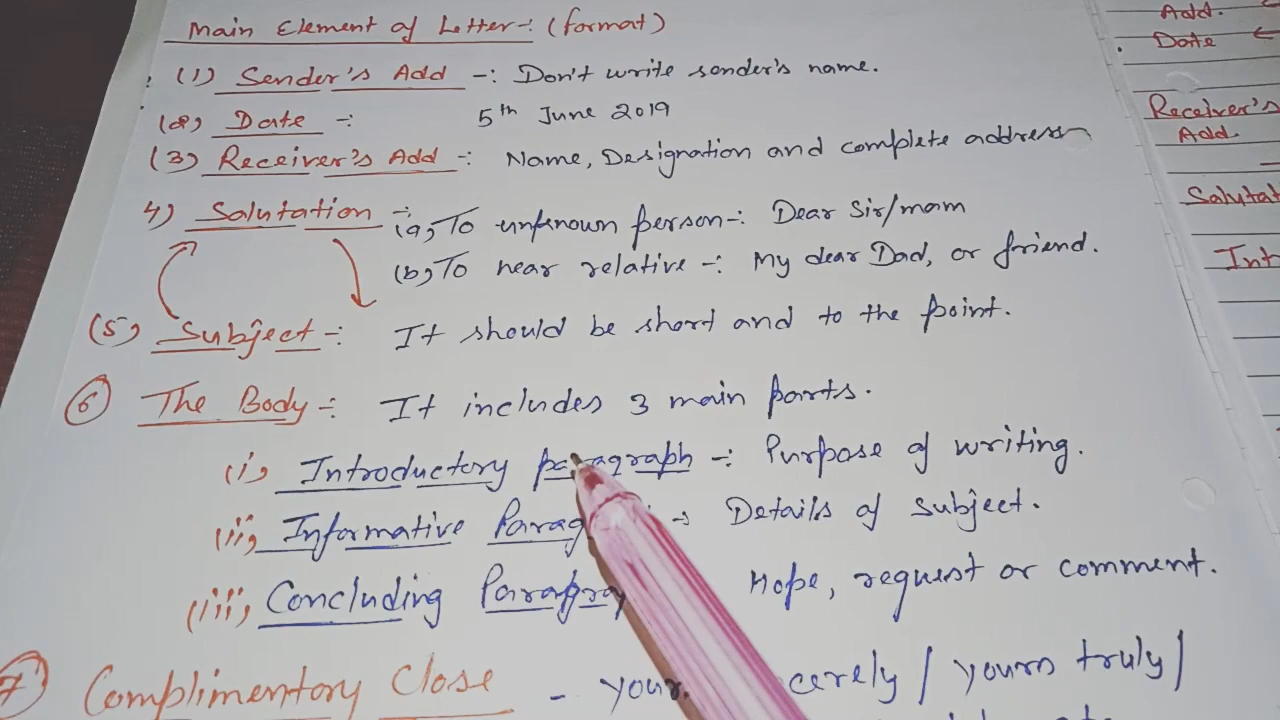 Main Element of Letter -: (format)
(1) Sender's Add -: Don't write sender's name.
(2) Date -: 5th June 2019
(3) Receiver's Add -: Name, Designation and complete address
4) Salutation -: (a) To unknown person -: Dear Sir/mam
(b) To near relative -: My dear Dad, or friend.
(5) Subject -: It should be short and to the point.
6 The Body -: It includes 3 main parts.
(i) Introductory paragraph -: Purpose of writing.
(ii) Informative Parag -> Details of subject.
(iii) Concluding Paragra Hope, request or comment.
7 Complimentory Close - your cerely / yours truly /
Add.
Date
Receiver's
Add.
Salutat
Int